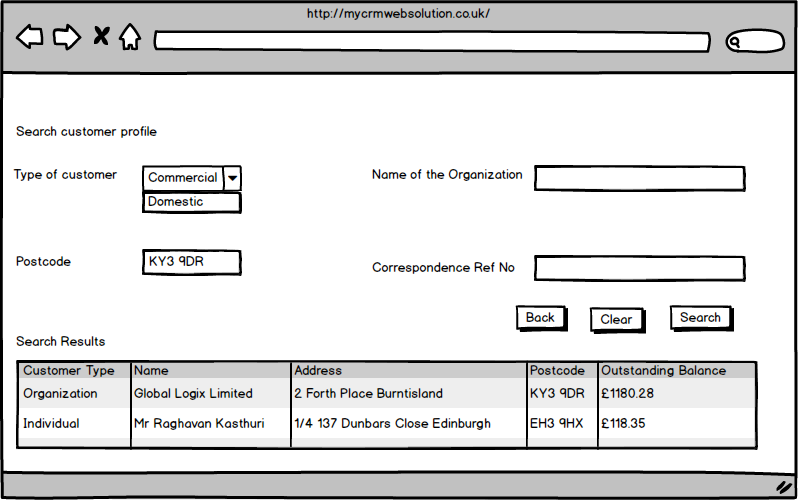 http://mycrmwebsolution.co.uk/
Search customer profile
Type of customer Commercial Name of the Organization
Domestic
Postcode KY3 9DR Correspondence Ref No
Back Clear Search
Search Results
Customer Type Name Address Postcode Outstanding Balance
Organization Global Logix Limited 2 Forth Place Burntisland KY3 9DR £1180.28
Individual Mr Raghavan Kasthuri 1/4 137 Dunbars Close Edinburgh EH3 9HX £118.35